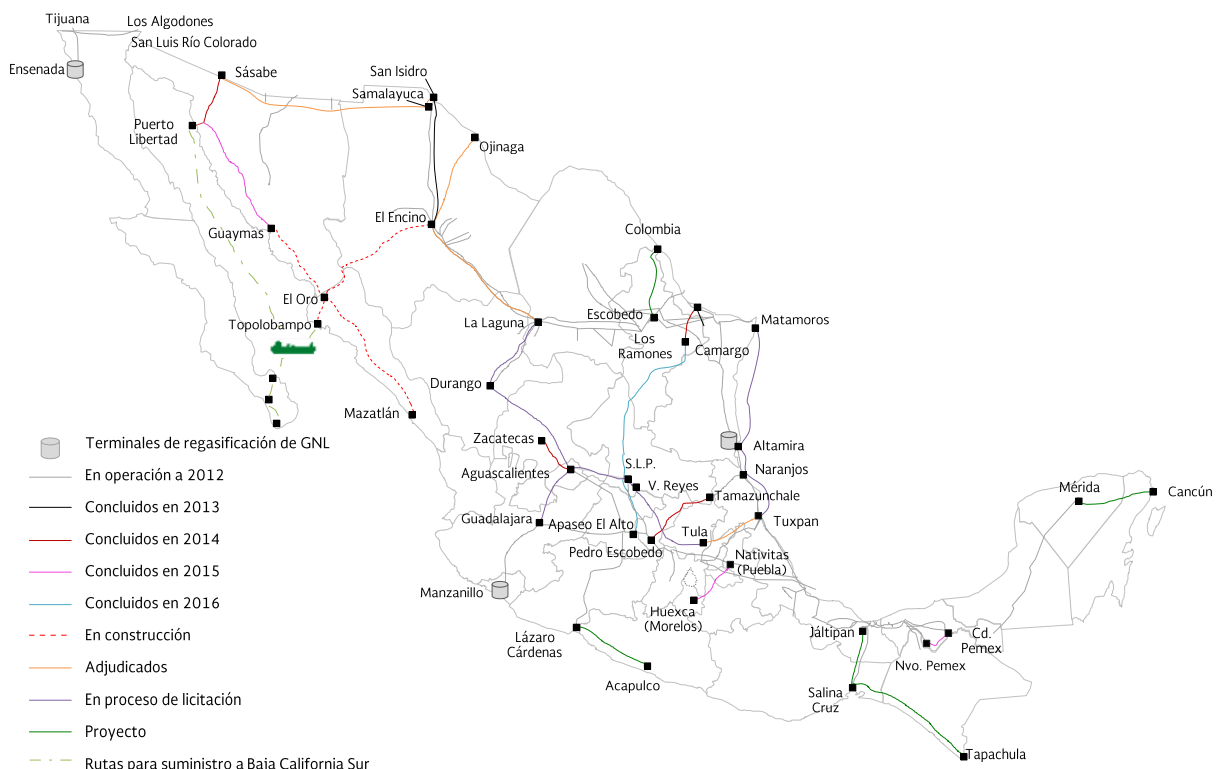 Tijuana
Los Algodones
San Luis Río Colorado
Ensenada
Sásabe
San Isidro
Samalayuca
Puerto
Libertad
Ojinaga
El Encino
Guaymas
Colombia
El Oro
Topolobampo
La Laguna
Escobedo
Los
Ramones
Camargo
Matamoros
Durango
Mazatlán
Zacatecas
Aguascalientes
S.L.P.
V. Reyes
Altamira
Naranjos
Tamazunchale
Mérida
Cancún
Guadalajara
Apaseo El Alto
Tula
Tuxpan
Pedro Escobedo
Nativitas
(Puebla)
Manzanillo
Huexca
(Morelos)
Lázaro
Cárdenas
Jáltipan
Cd.
Pemex
Nvo. Pemex
Acapulco
Salina
Cruz
Tapachula
Terminales de regasificación de GNL
En operación a 2012
Concluidos en 2013
Concluidos en 2014
Concluidos en 2015
Concluidos en 2016
En construcción
Adjudicados
En proceso de licitación
Proyecto
Rutas para suministro a Baja California Sur